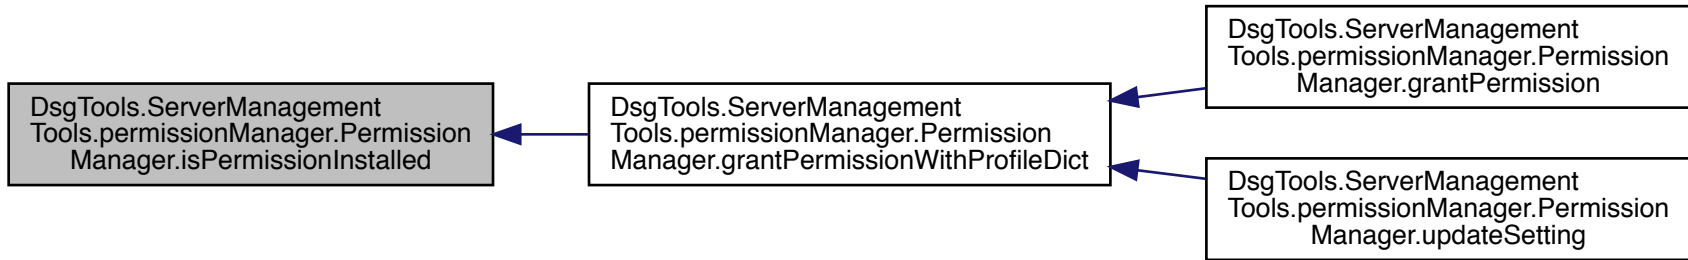 DsgTools.ServerManagement
Tools.permissionManager.Permission
Manager.isPermissionInstalled
DsgTools.ServerManagement
Tools.permissionManager.Permission
Manager.grantPermissionWithProfileDict
DsgTools.ServerManagement
Tools.permissionManager.Permission
Manager.grantPermission
DsgTools.ServerManagement
Tools.permissionManager.Permission
Manager.updateSetting